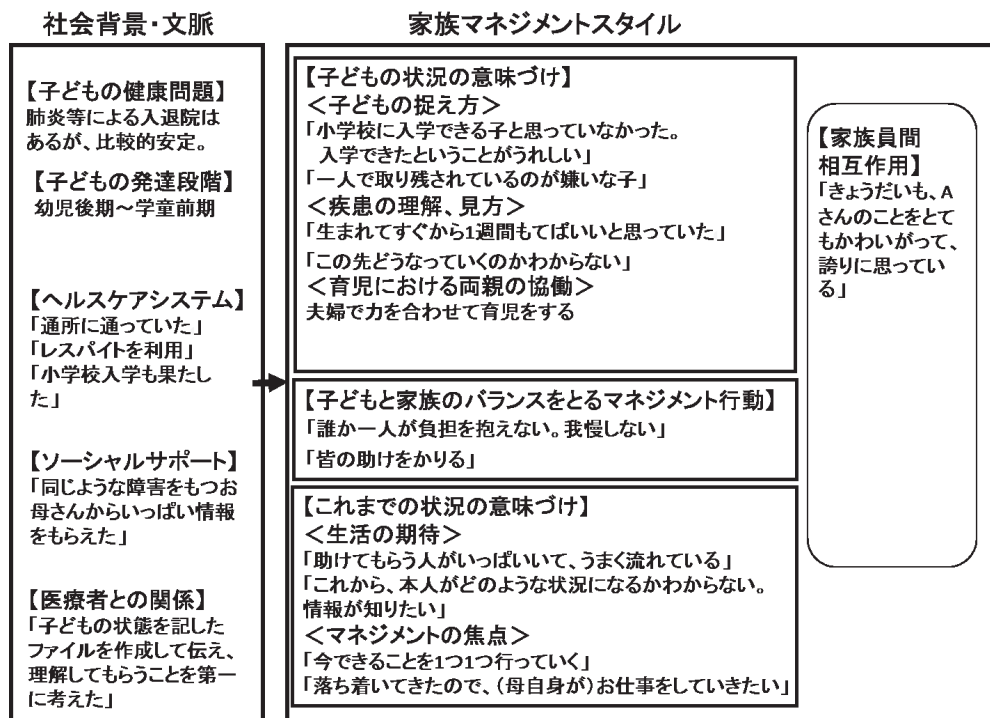 社会背景・文脈
家族マネジメントスタイル
【子どもの健康問題】
肺炎等による入退院は
あるが、比較的安定。
【子どもの発達段階】
幼児後期～学童前期
【ヘルスケアシステム】
「通所に通っていた」
「レスパイトを利用」
「小学校入学も果たし
た」
【ソーシャルサポート】
「同じような障害をもつお
母さんからいっぱい情報
をもらえた」
【医療者との関係】
「子どもの状態を記した
ファイルを作成して伝え、
理解してもらうことを第一
に考えた」
【子どもの状況の意味づけ】
＜子どもの捉え方＞
「小学校に入学できる子と思っていなかった。
入学できたということがうれしい」
「一人で取り残されているのが嫌いな子」
＜疾患の理解、見方＞
「生まれてすぐから1週間もてばいいと思っていた」
「この先どうなっていくのかわからない」
＜育児における両親の協働＞
夫婦で力を合わせて育児をする
【子どもと家族のバランスをとるマネジメント行動】
「誰か一人が負担を抱えない。我慢しない」
「皆の助けをかりる」
【これまでの状況の意味づけ】
＜生活の期待＞
「助けてもらう人がいっぱいいて、うまく流れている」
「これから、本人がどのような状況になるかわからない。
情報が知りたい」
＜マネジメントの焦点＞
「今できることを1つ1つ行っていく」
「落ち着いてきたので、（母自身が）お仕事をしていきたい」
【家族員間
相互作用】
「きょうだいも、A
さんのことをとて
もかわいがって、
誇りに思ってい
る」